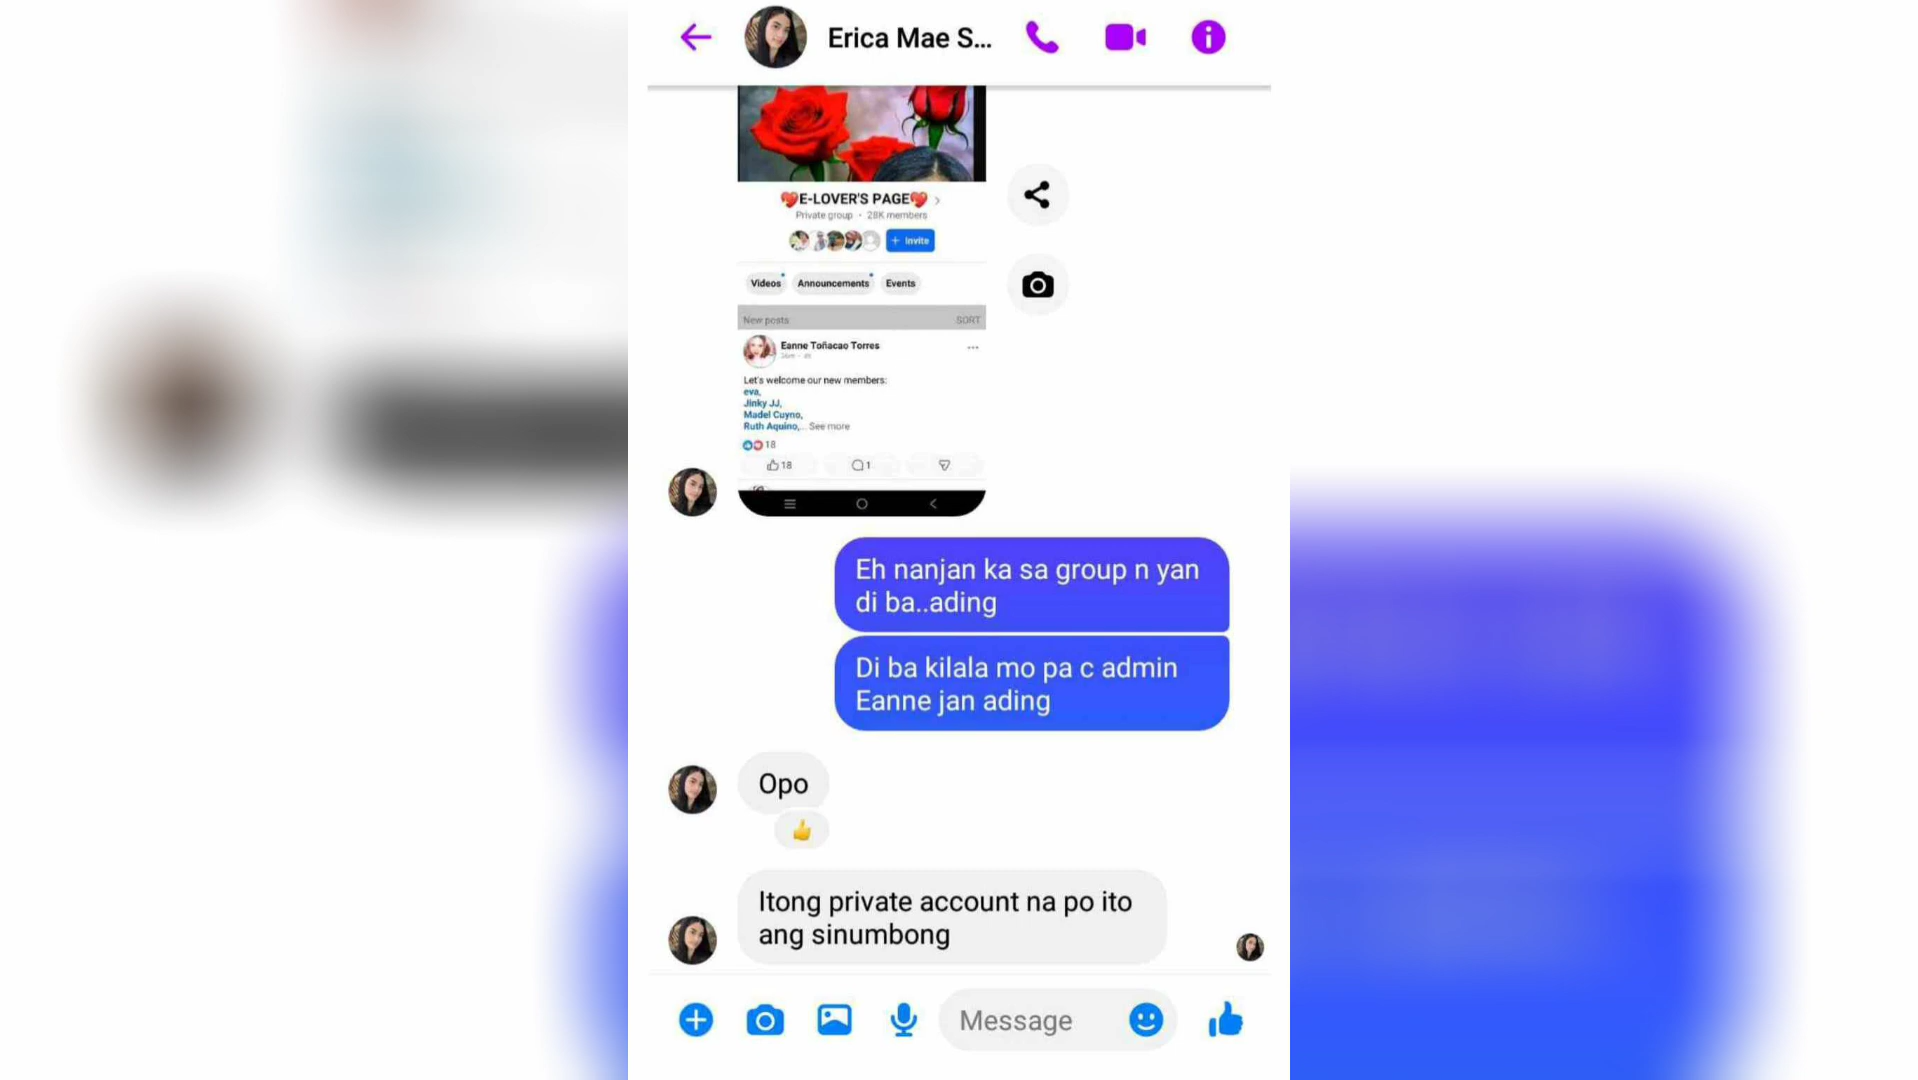 Erica Mae S...
E-LOVER'S PAGE
Private group · 28K members
+ Invite
Videos
Announcements
Events
New posts
SORT
Eanne Toñacao Torres
Let's welcome our new members:
eva,
Jinky JJ,
Madel Cuyno,
Ruth Aquino,... See more
18
18
1
Eh nanjan ka sa group n yan
di ba..ading
Di ba kilala mo pa c admin
Eanne jan ading
Opo
Itong private account na po ito
ang sinumbong
Message